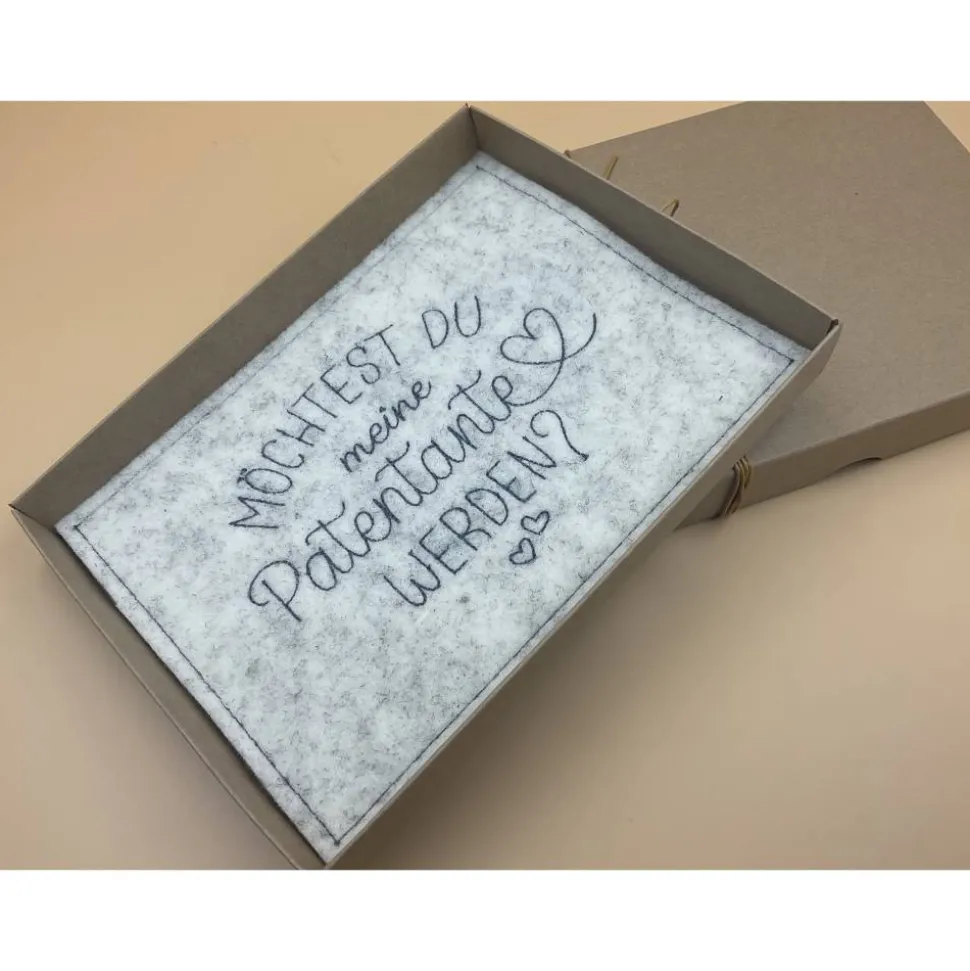 MÖCHTEST DU
meine
Patentante
WERDEN?